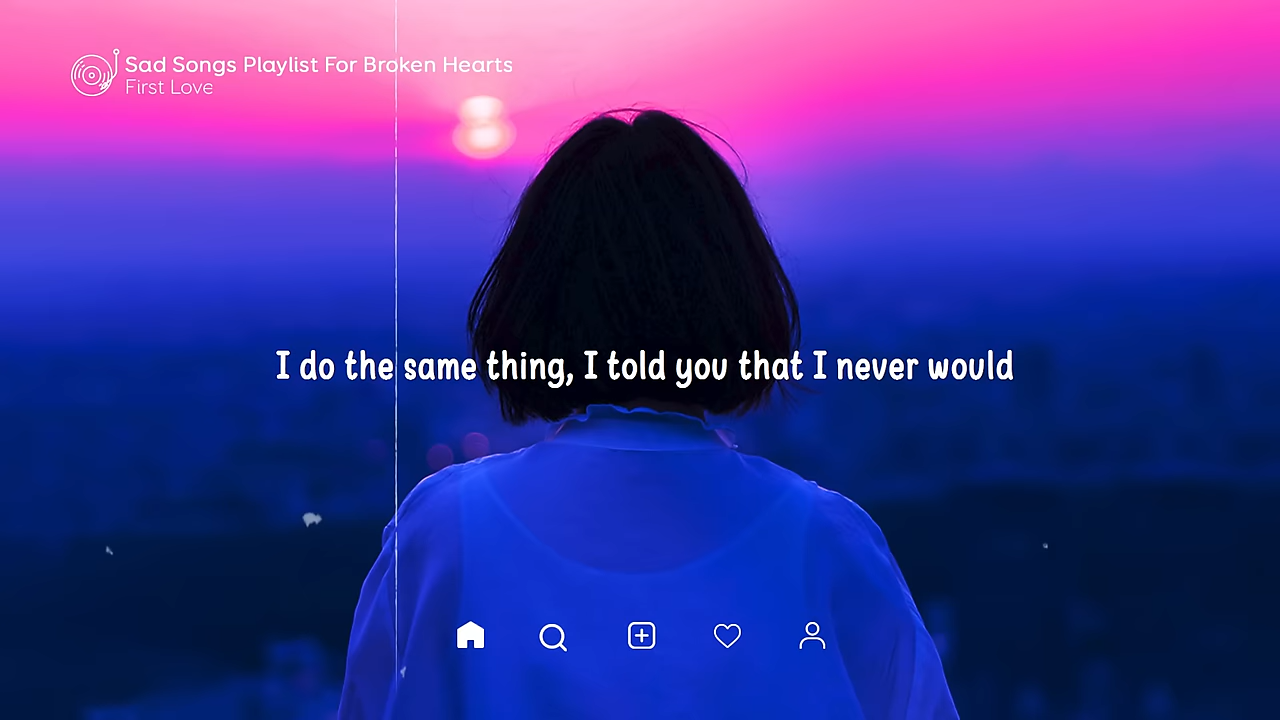 Sad Songs Playlist For Broken Hearts
First Love
I do the same thing, I told you that I never would